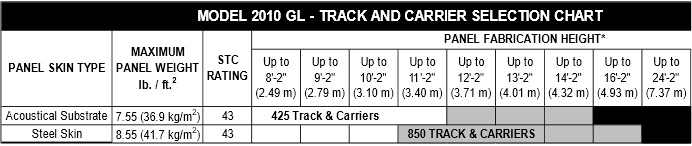 MODEL 2010 GL - TRACK AND CARRIER SELECTION CHART
PANEL SKIN TYPE
MAXIMUM
PANEL WEIGHT
lb. / ft.²
STC
RATING
PANEL FABRICATION HEIGHT*
Up to
8'-2"
(2.49 m)
Up to
9'-2"
(2.79 m)
Up to
10'-2"
(3.10 m)
Up to
11'-2"
(3.40 m)
Up to
12'-2"
(3.71 m)
Up to
13'-2"
(4.01 m)
Up to
14'-2"
(4.32 m)
Up to
16'-2"
(4.93 m)
Up to
24'-2"
(7.37 m)
Acoustical Substrate 7.55 (36.9 kg/m²) 43 425 Track & Carriers
Steel Skin 8.55 (41.7 kg/m²) 43 850 TRACK & CARRIERS